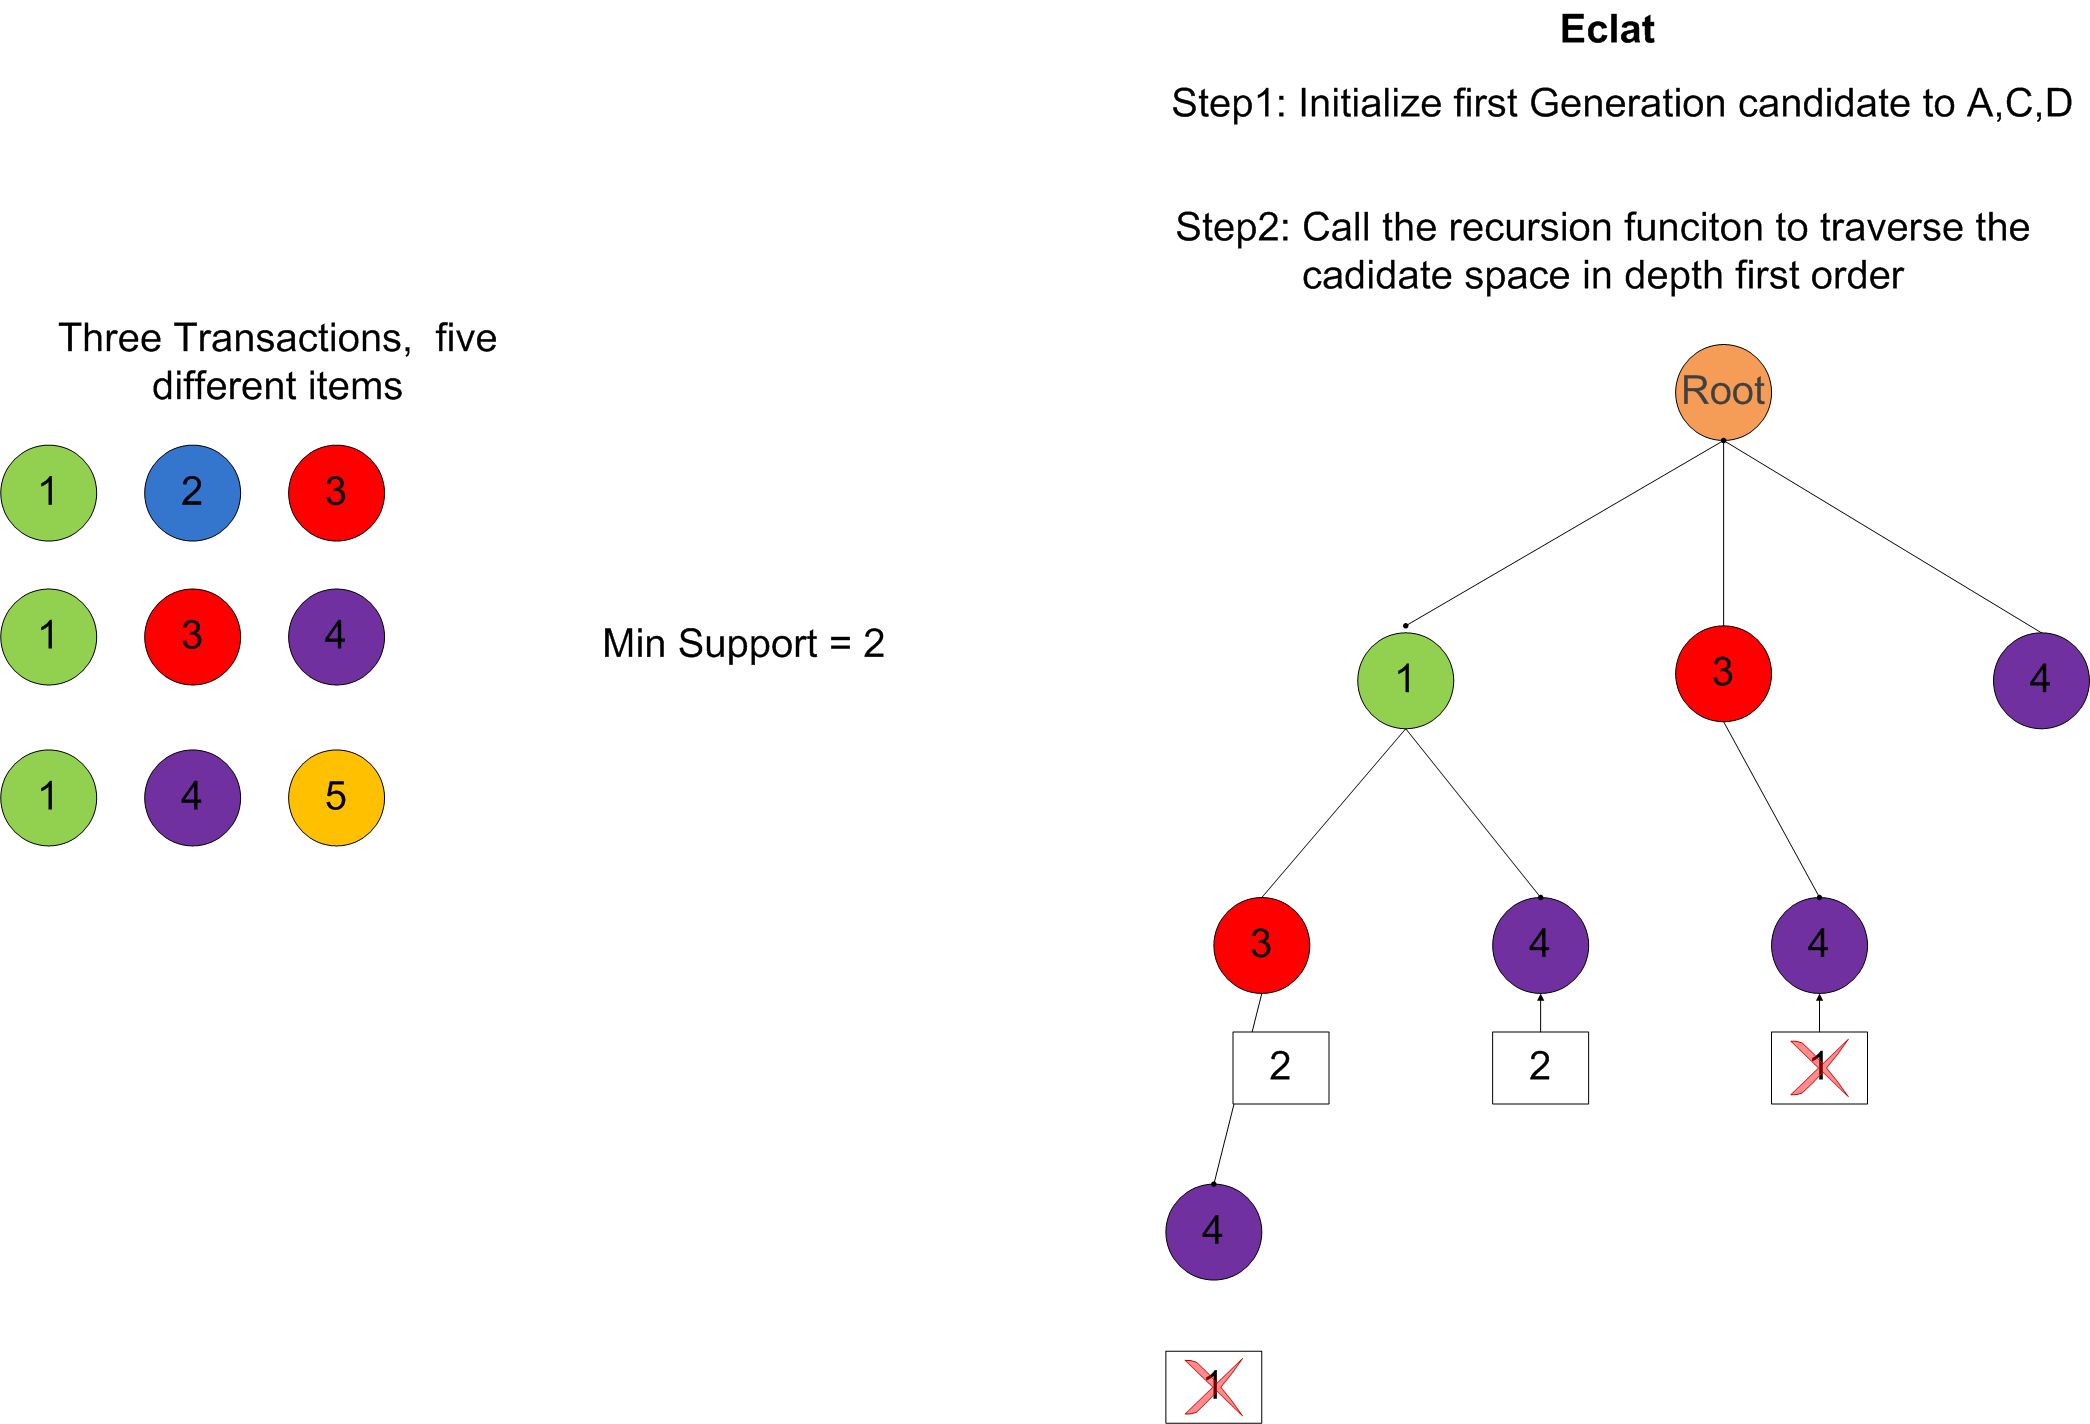 Eclat
Step1: Initialize first Generation candidate to A,C,D
Step2: Call the recursion funciton to traverse the
cadidate space in depth first order
Three Transactions,  five
different items
Root
1 2 3
1 3 4
Min Support = 2
1 3 4
1 4 5
3 4 4
2 2 1
4
1